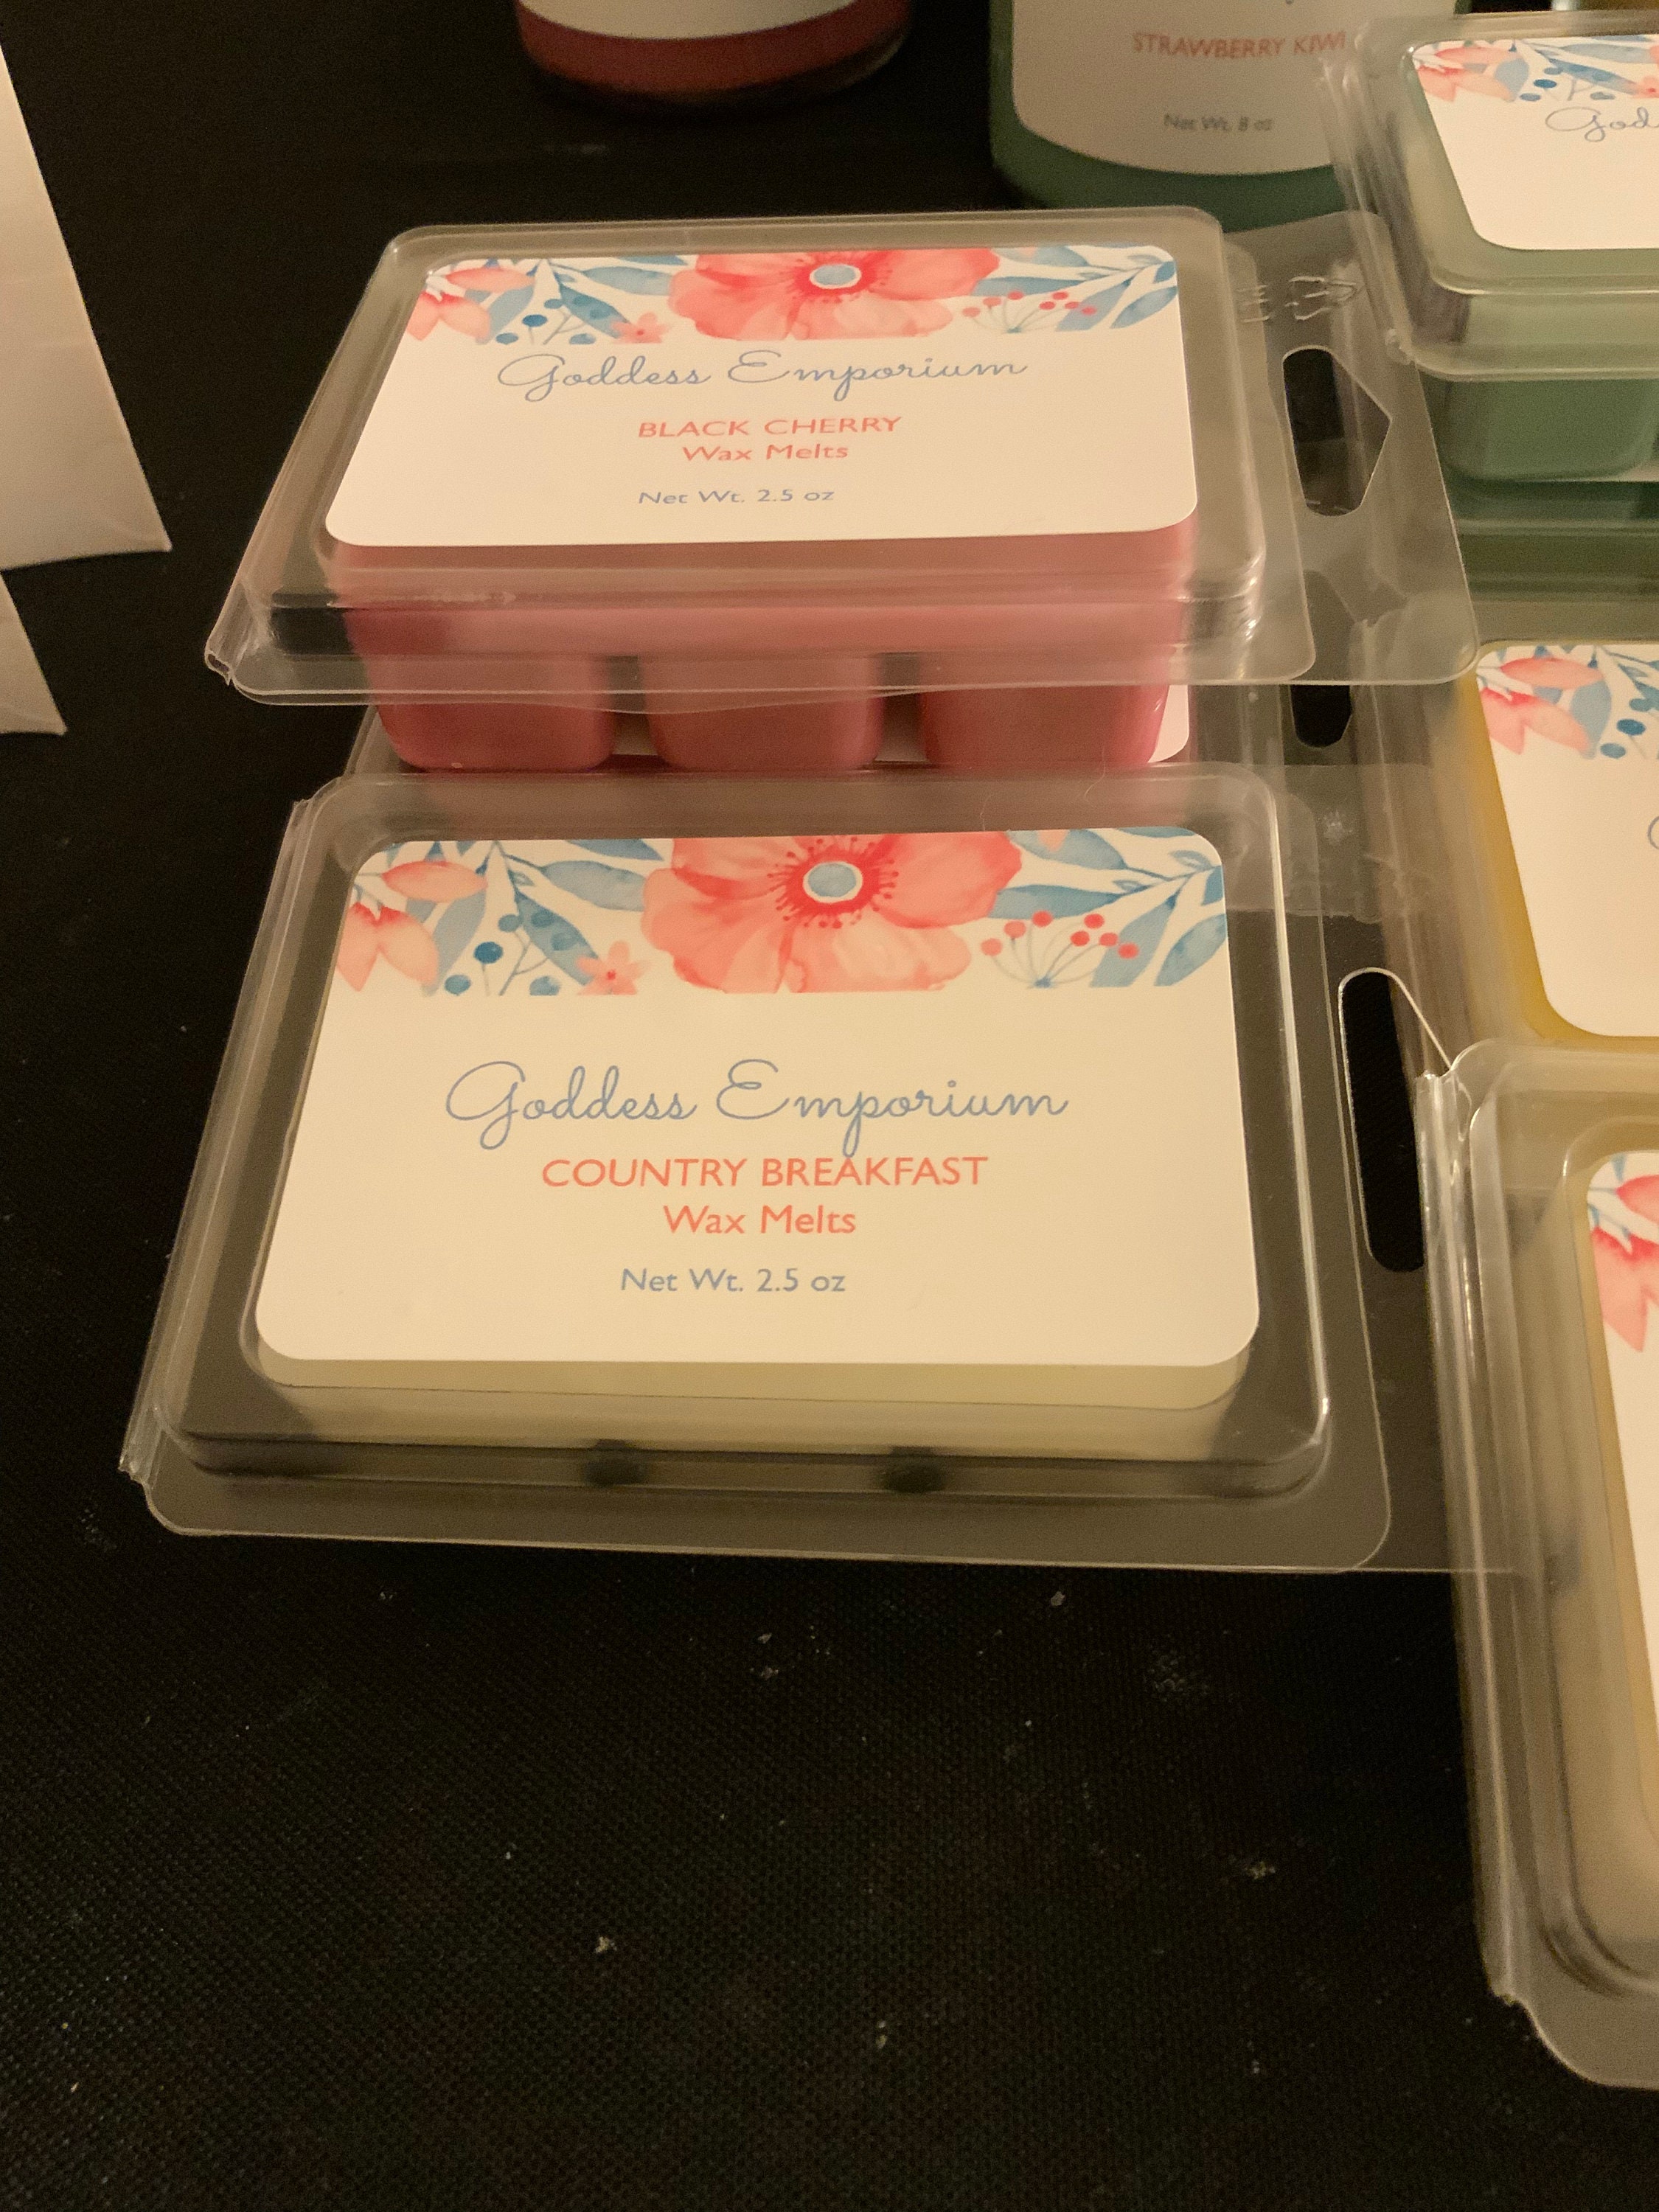 STRAWBERRY KIWI
Net Wt. 8 oz
Goddess Emporium
BLACK CHERRY
Wax Melts
Net Wt. 2.5 oz
Goddess Emporium
COUNTRY BREAKFAST
Wax Melts
Net Wt. 2.5 oz